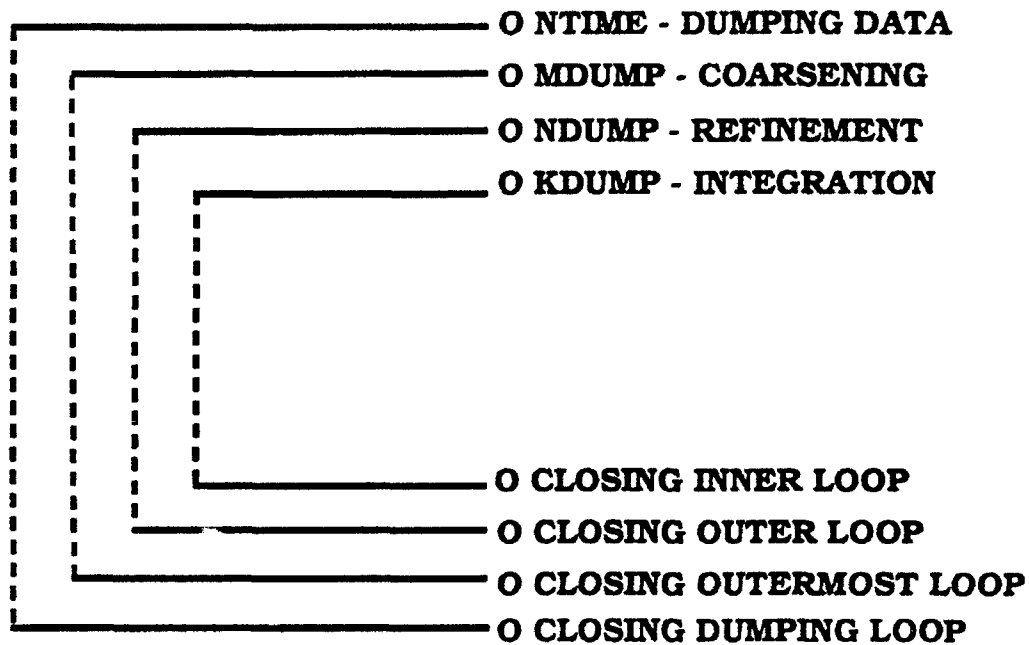 O NTIME - DUMPING DATA
O MDUMP - COARSENING
O NDUMP - REFINEMENT
O KDUMP - INTEGRATION
O CLOSING INNER LOOP
O CLOSING OUTER LOOP
O CLOSING OUTERMOST LOOP
O CLOSING DUMPING LOOP